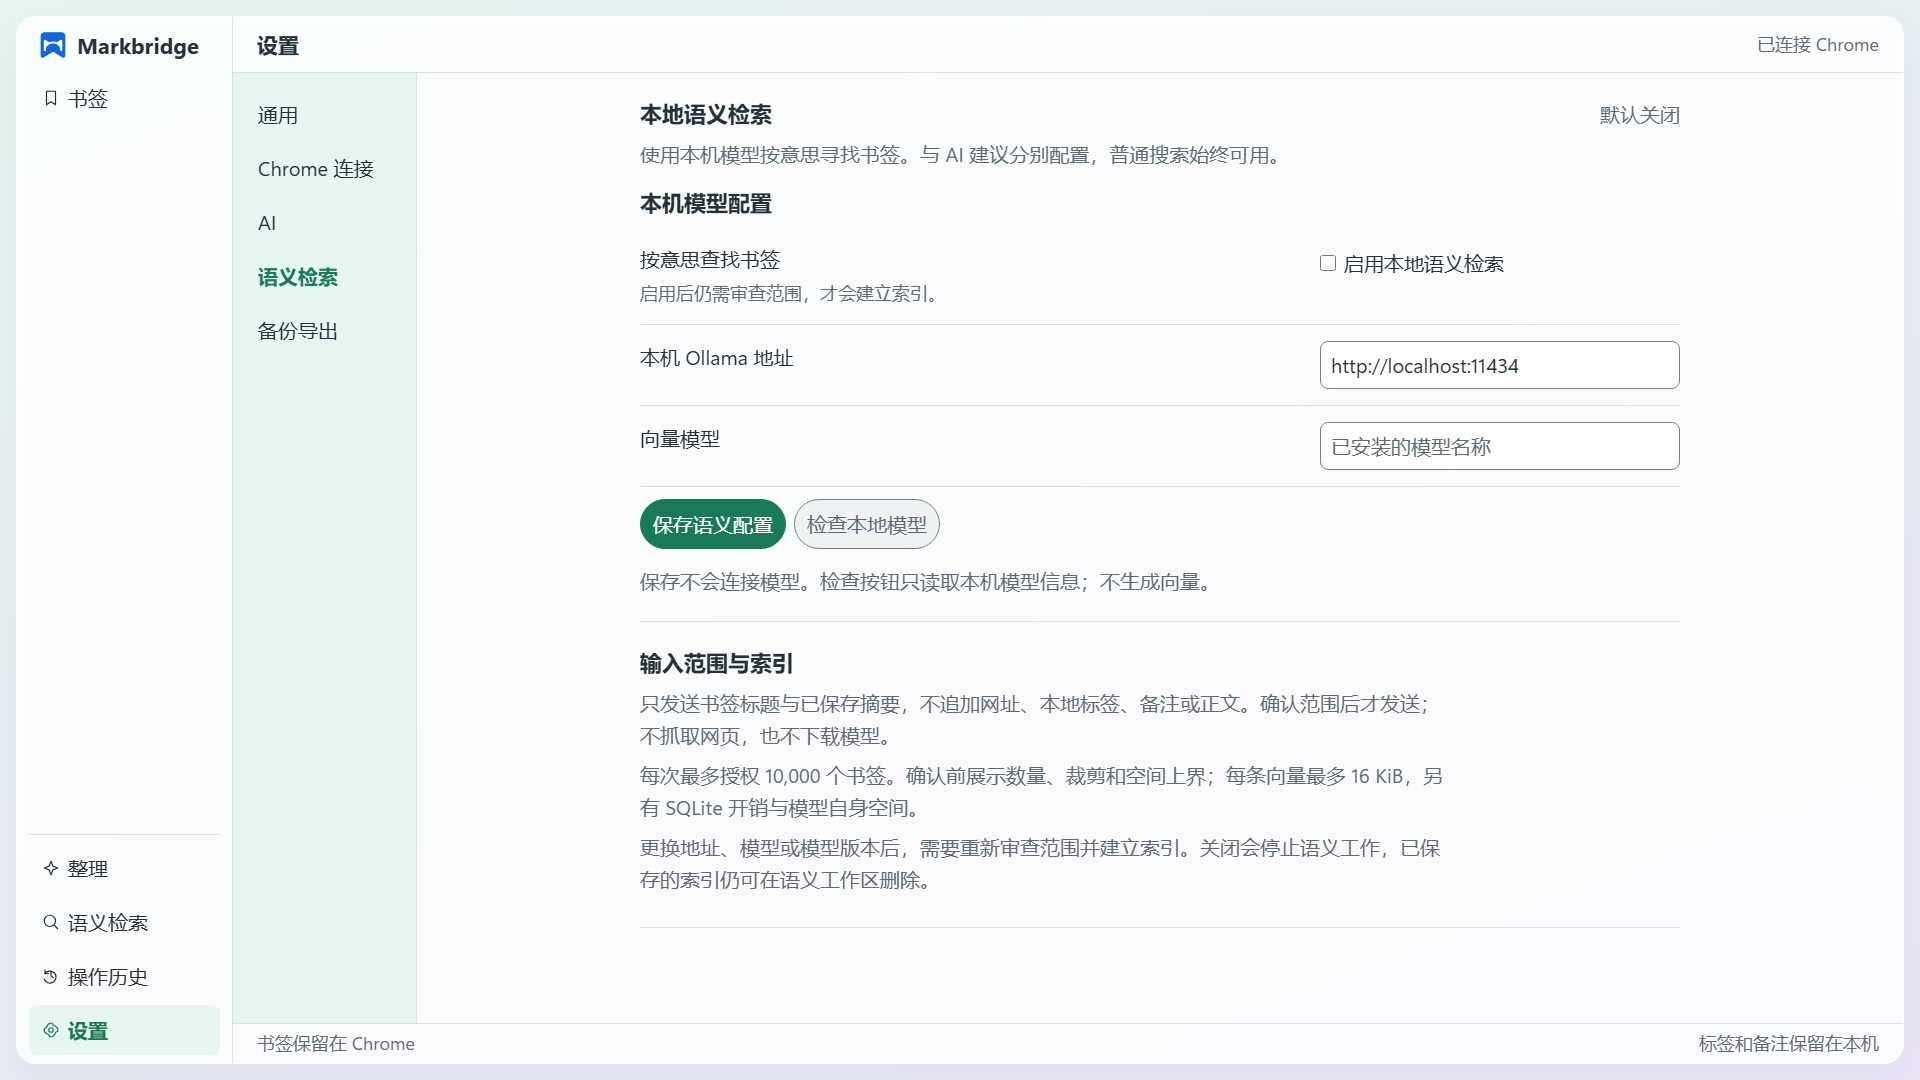 Markbridge
书签
整理
语义检索
操作历史
设置
设置
已连接 Chrome
通用
Chrome 连接
AI
语义检索
备份导出
本地语义检索
默认关闭
使用本机模型按意思寻找书签。与 AI 建议分别配置，普通搜索始终可用。
本机模型配置
按意思查找书签
启用后仍需审查范围，才会建立索引。
启用本地语义检索
本机 Ollama 地址
http://localhost:11434
向量模型
已安装的模型名称
保存语义配置
检查本地模型
保存不会连接模型。检查按钮只读取本机模型信息；不生成向量。
输入范围与索引
只发送书签标题与已保存摘要，不追加网址、本地标签、备注或正文。确认范围后才发送；
不抓取网页，也不下载模型。
每次最多授权 10,000 个书签。确认前展示数量、裁剪和空间上界；每条向量最多 16 KiB，另
有 SQLite 开销与模型自身空间。
更换地址、模型或模型版本后，需要重新审查范围并建立索引。关闭会停止语义工作，已保
存的索引仍可在语义工作区删除。
书签保留在 Chrome
标签和备注保留在本机